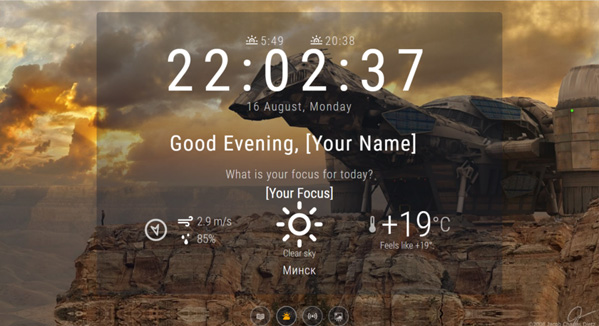 5:49 20:38
22:02:37
16 August, Monday
Good Evening, [Your Name]
What is your focus for today?
[Your Focus]
2.9 m/s
85%
Clear sky
Минск
+19°C
Feels like +19°